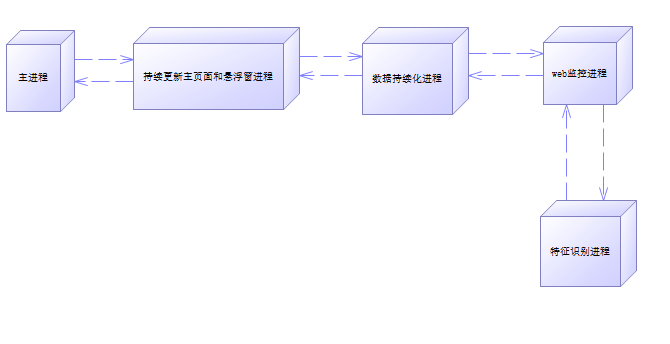 主进程
持续更新主页面和悬浮窗进程
数据持续化进程
web监控进程
特征识别进程